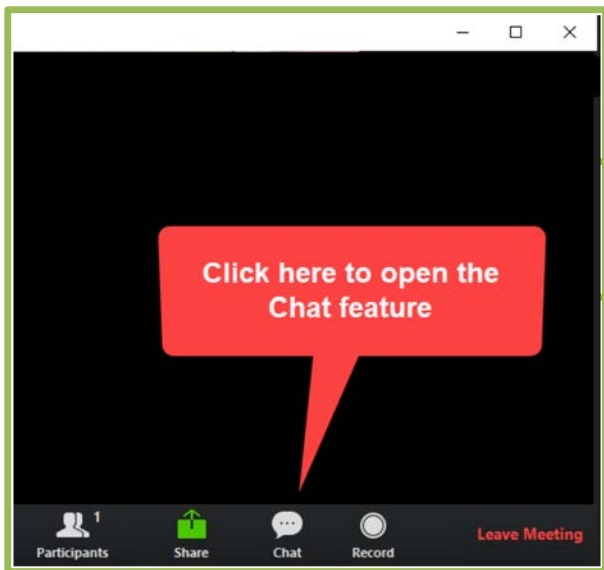 Click here to open the
Chat feature
1
Participants
Share
Chat
Record
Leave Meeting